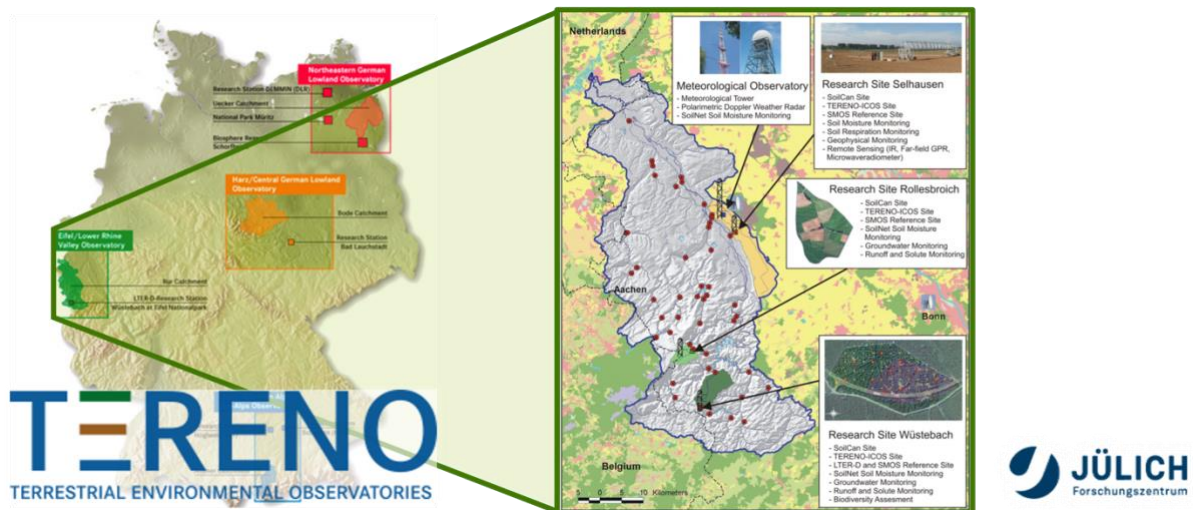 Northeastern German
Lowland Observatory
Research Station DEMMIN (DLR)
Uecker Catchment
National Park Müritz
Biosphere
Harz/Central German Lowland
Observatory
Bode Catchment
Research Station
Bad Lauchstädt
Eifel/Lower Rhine
Valley Observatory
Rur Catchment
LTER-D-Research Station
Wüstebach at Eifel Nationalpark
TERENO
TERRESTRIAL ENVIRONMENTAL OBSERVATORIES
Netherlands
Aachen
Bonn
Belgium
5 0 5 10 Kilometers
Meteorological Observatory
- Meteorological Tower
- Polarimetric Doppler Weather Radar
- SoilNet Soil Moisture Monitoring
Research Site Selhausen
- SoilCan Site
- TERENO-ICOS Site
- SMOS Reference Site
- Soil Moisture Monitoring
- Soil Respiration Monitoring
- Geophysical Monitoring
- Remote Sensing (IR, Far-field GPR,
Microwaveradiometer)
Research Site Rollesbroich
- SoilCan Site
- TERENO-ICOS Site
- SMOS Reference Site
- SoilNet Soil Moisture
Monitoring
- Groundwater Monitoring
- Runoff and Solute Monitoring
Research Site Wüstebach
- SoilCan Site
- TERENO-ICOS Site
- LTER-D and SMOS Reference Site
- SoilNet Soil Moisture Monitoring
- Groundwater Monitoring
- Runoff and Solute Monitoring
- Biodiversity Assesment
JÜLICH
Forschungszentrum